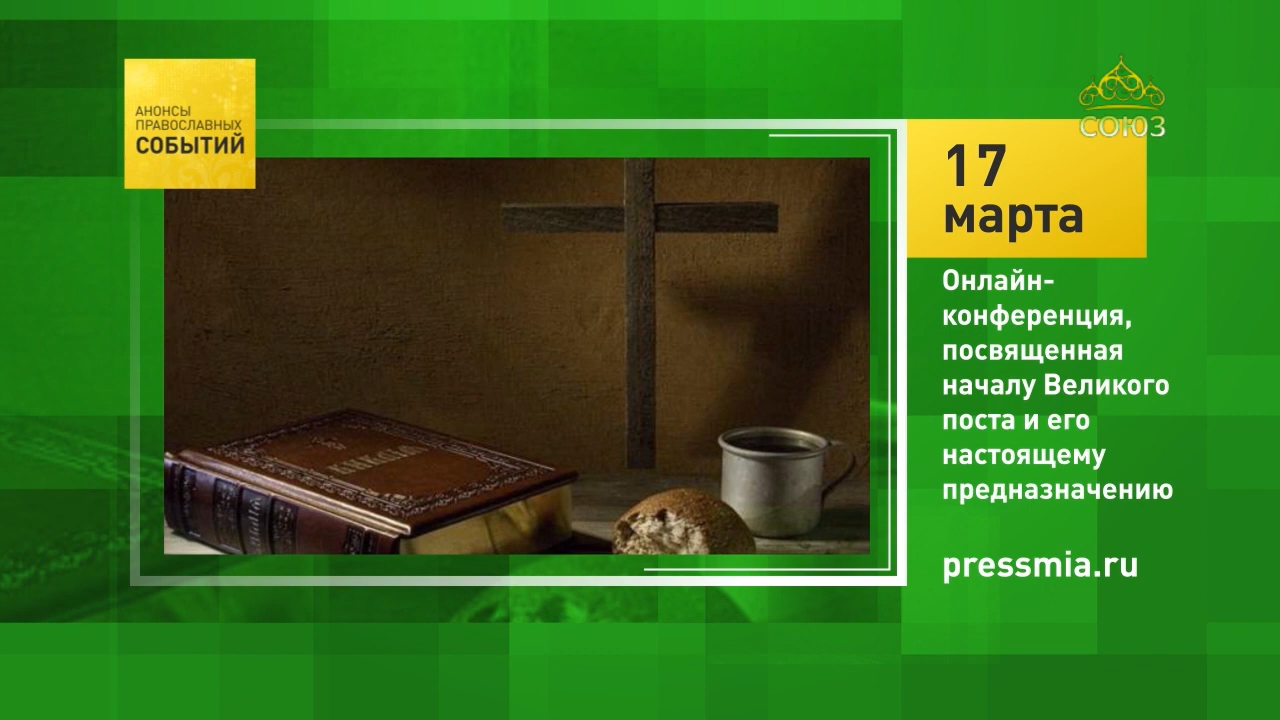 АНОНСЫ
ПРАВОСЛАВНЫХ
СОБЫТИЙ
СОЮЗ
17
марта
Онлайн-
конференция,
посвященная
началу Великого
поста и его
настоящему
предназначению
pressmia.ru